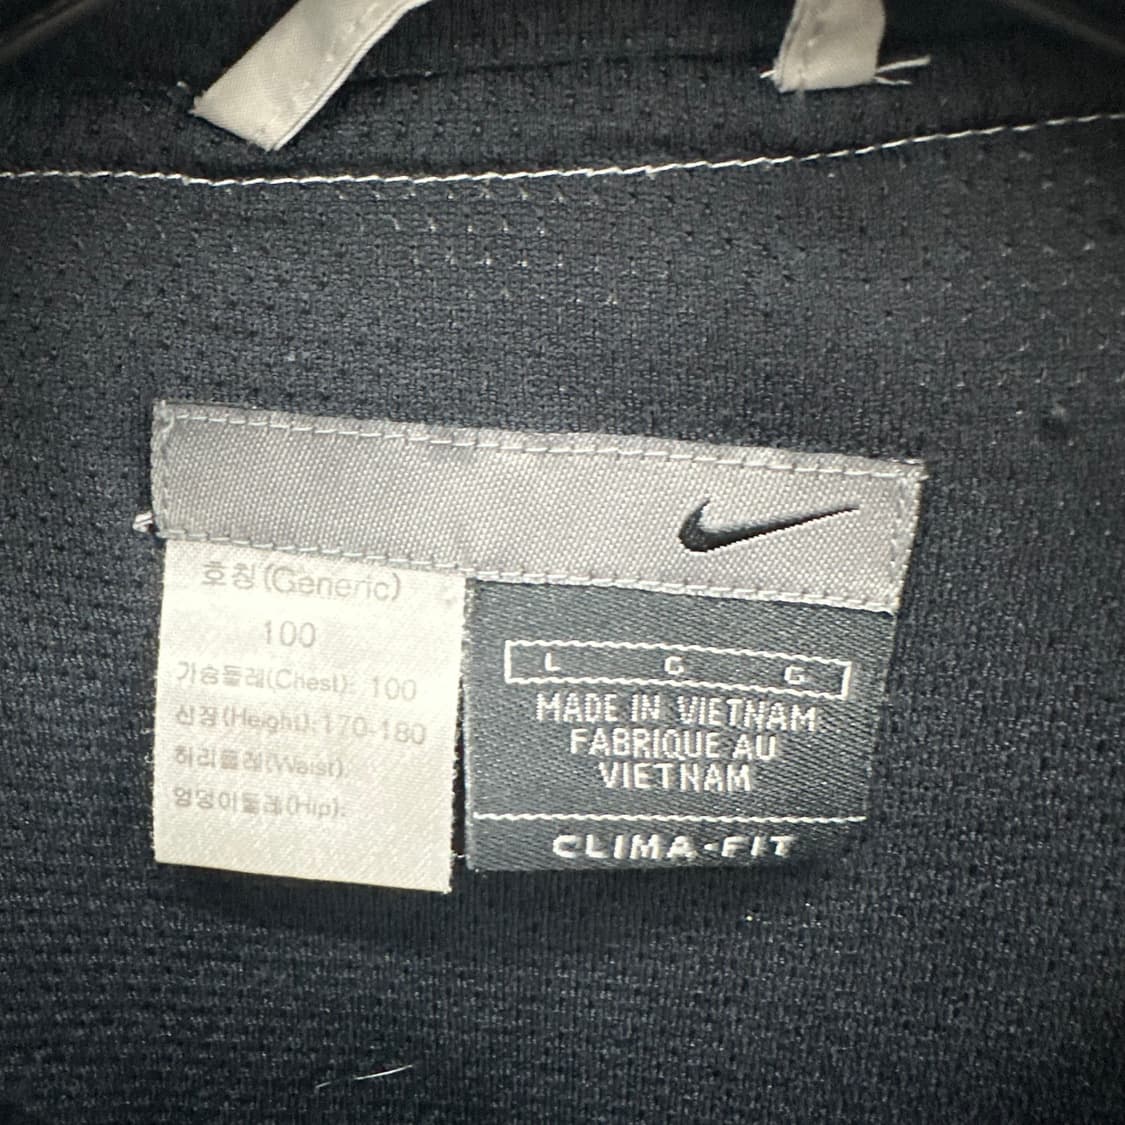 호칭(Generic)
100
가슴둘레(Chest): 100
신장(Height):170-180
허리둘레(Waist):
엉덩이둘레(Hip):
L G G
MADE IN VIETNAM
FABRIQUE AU
VIETNAM
CLIMA-FIT